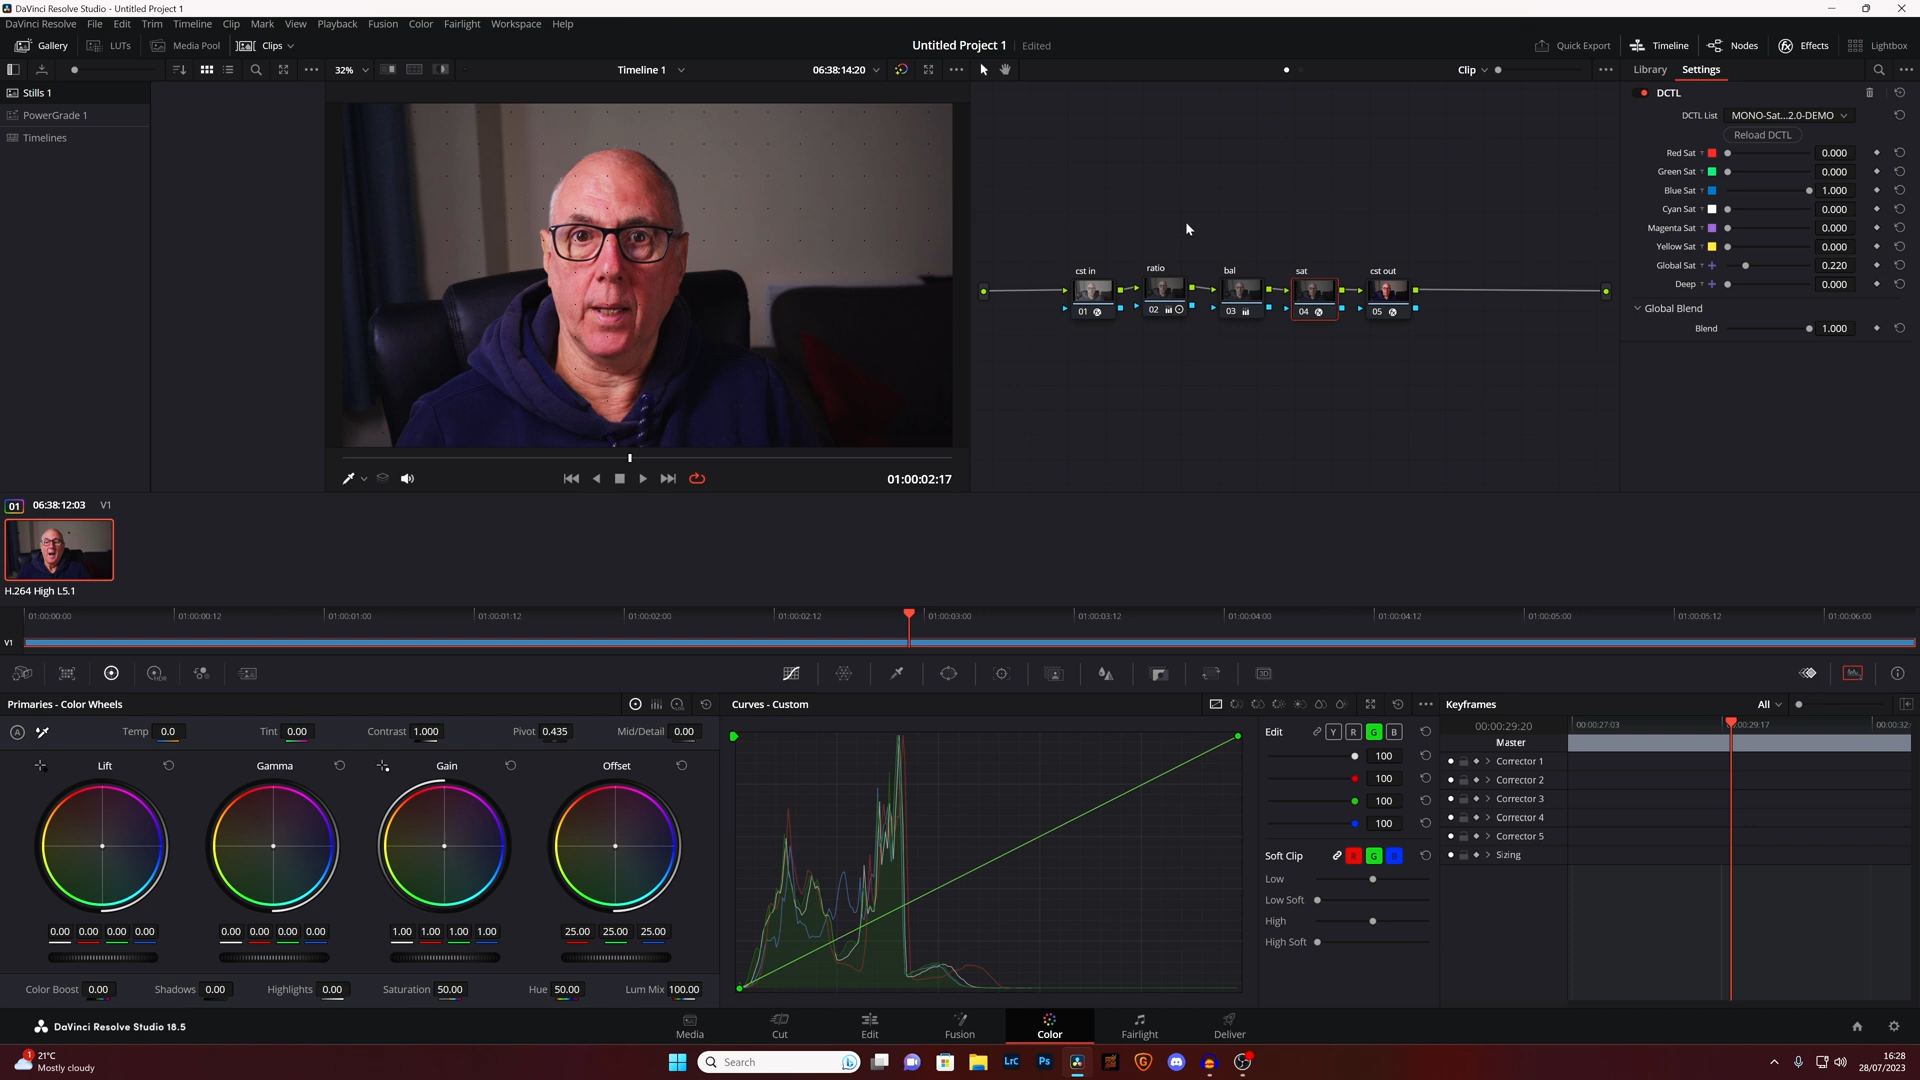 DaVinci Resolve Studio - Untitled Project 1
DaVinci Resolve File Edit Trim Timeline Clip Mark View Playback Fusion Color Fairlight Workspace Help
Gallery LUTs Media Pool Clips Untitled Project 1 Edited Quick Export Timeline Nodes Effects Lightbox
32% Timeline 1 06:38:14:20 Clip Library Settings
Stills 1
PowerGrade 1
Timelines
DCTL
DCTL List MONO-Sat...2.0-DEMO
Reload DCTL
Red Sat 0.000
Green Sat 0.000
Blue Sat 1.000
Cyan Sat 0.000
Magenta Sat 0.000
Yellow Sat 0.000
Global Sat 0.220
Deep 0.000
Global Blend
Blend 1.000
cst in ratio bal sat cst out
01 02 03 04 05
01:00:02:17
01 06:38:12:03 V1
H.264 High L5.1
01:00:00:00 01:00:00:12 01:00:01:00 01:00:01:12 01:00:02:00 01:00:02:12 01:00:03:00 01:00:03:12 01:00:04:00 01:00:04:12 01:00:05:00 01:00:05:12 01:00:06:00
V1
HDR
3D
Primaries - Color Wheels
A Temp 0.0 Tint 0.00 Contrast 1.000 Pivot 0.435 Mid/Detail 0.00
Lift Gamma Gain Offset
0.00 0.00 0.00 0.00 0.00 0.00 0.00 0.00 1.00 1.00 1.00 1.00 25.00 25.00 25.00
Color Boost 0.00 Shadows 0.00 Highlights 0.00 Saturation 50.00 Hue 50.00 Lum Mix 100.00
Curves - Custom
Edit Y R G B
100
100
100
100
Soft Clip R G B
Low
Low Soft
High
High Soft
Keyframes All
00:00:29:20 00:00:27:03 00:29:17 00:00:32:
Master
Corrector 1
Corrector 2
Corrector 3
Corrector 4
Corrector 5
Sizing
DaVinci Resolve Studio 18.5
Media Cut Edit Fusion Color Fairlight Deliver
1 21°C
Mostly cloudy
Search
LrC Ps
16:28
28/07/2023